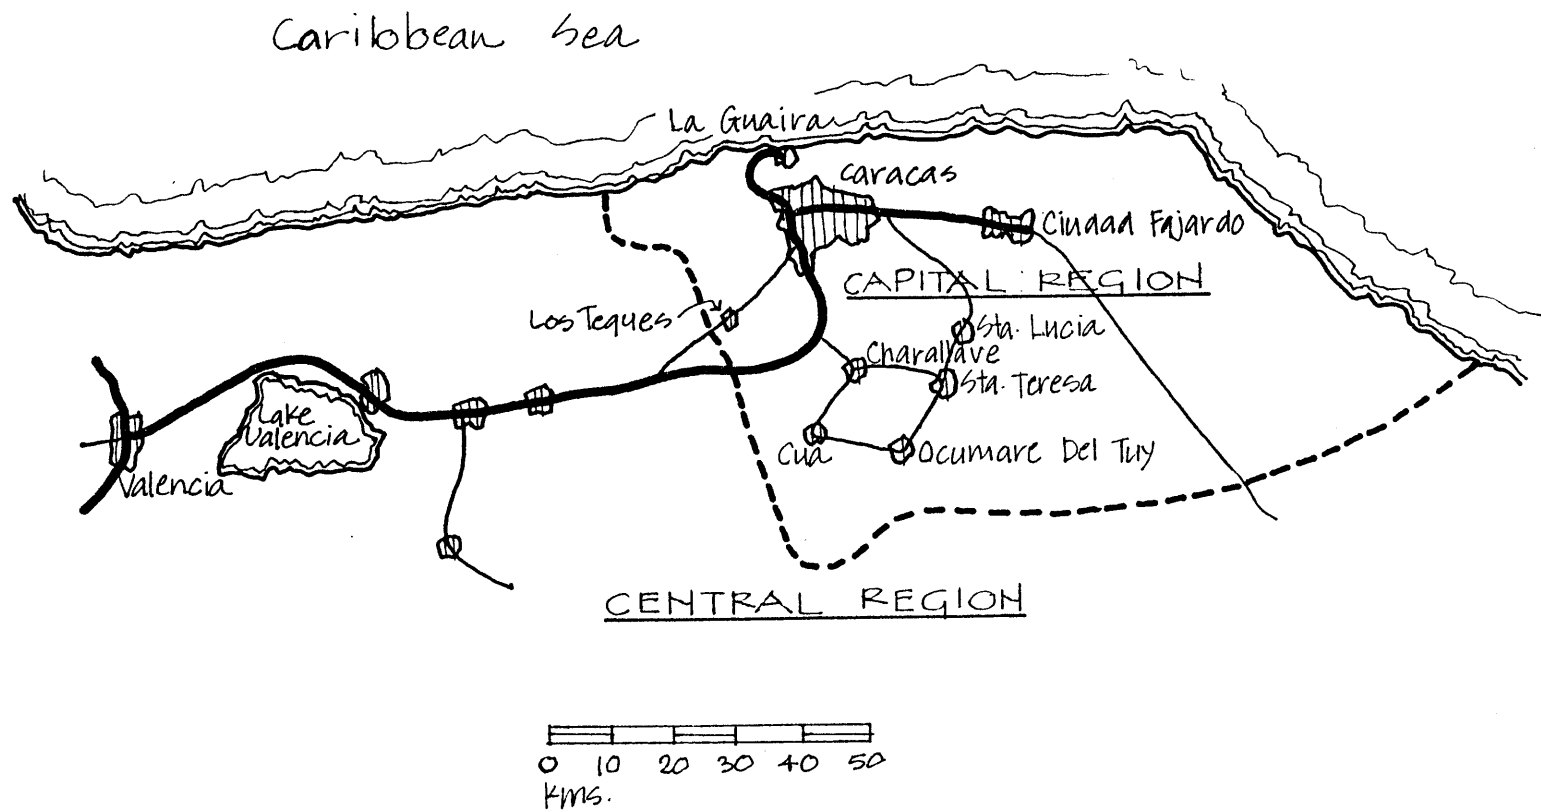 Caribbean Sea
La Guaira
Caracas
Ciudad Fajardo
CAPITAL REGION
Los Teques
Sta. Lucia
Charallave
Sta. Teresa
Lake
Valencia
Cua
Ocumare Del Tuy
Valencia
CENTRAL REGION
0 10 20 30 40 50
kms.